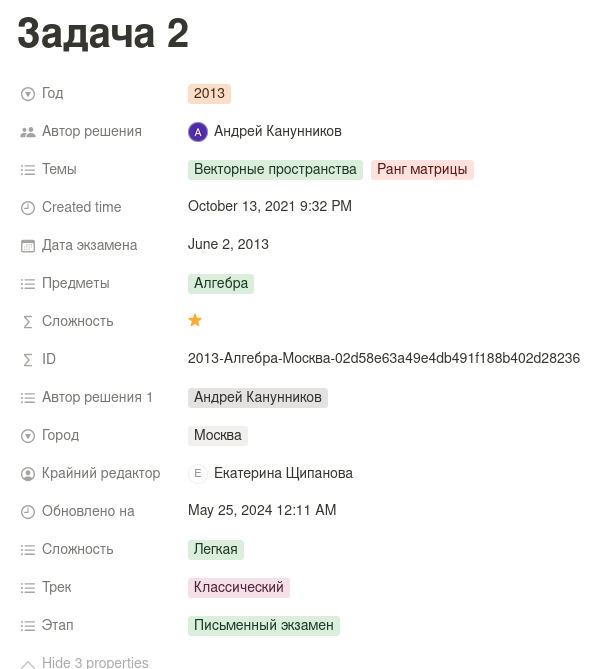 Задача 2
Год 2013
Автор решения А Андрей Канунников
Темы Векторные пространства Ранг матрицы
Created time October 13, 2021 9:32 PM
Дата экзамена June 2, 2013
Предметы Алгебра
Сложность
ID 2013-Алгебра-Москва-02d58e63a49e4db491f188b402d28236
Автор решения 1 Андрей Канунников
Город Москва
Крайний редактор Е Екатерина Щипанова
Обновлено на May 25, 2024 12:11 AM
Сложность Легкая
Трек Классический
Этап Письменный экзамен
Hide 3 properties